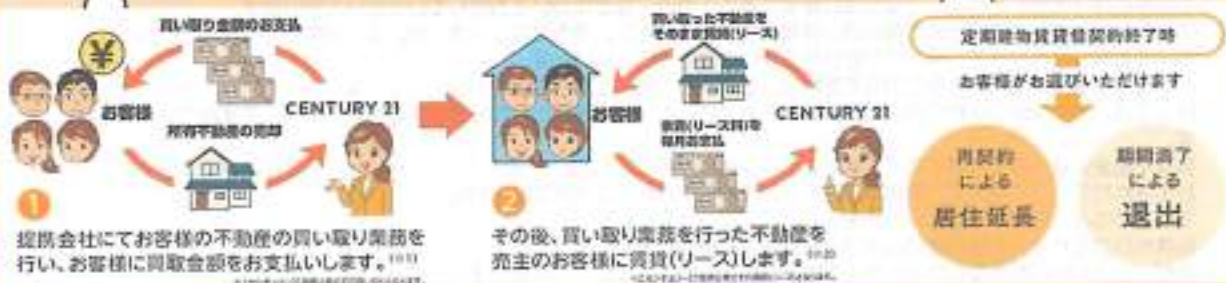 買い取り金額のお支払
お客様
CENTURY 21
所有不動産の売却
1
提携会社にてお客様の不動産の買い取り業務を
行い、お客様に買取金額をお支払いします。
買い取った不動産を
そのまま賃貸(リース)
お客様
CENTURY 21
家賃(リース料)を
毎月お支払
2
その後、買い取り業務を行った不動産を
売主のお客様に賃貸(リース)します。
定期建物賃貸借契約終了時
お客様がお選びいただけます
再契約
による
居住延長
期間満了
による
退出